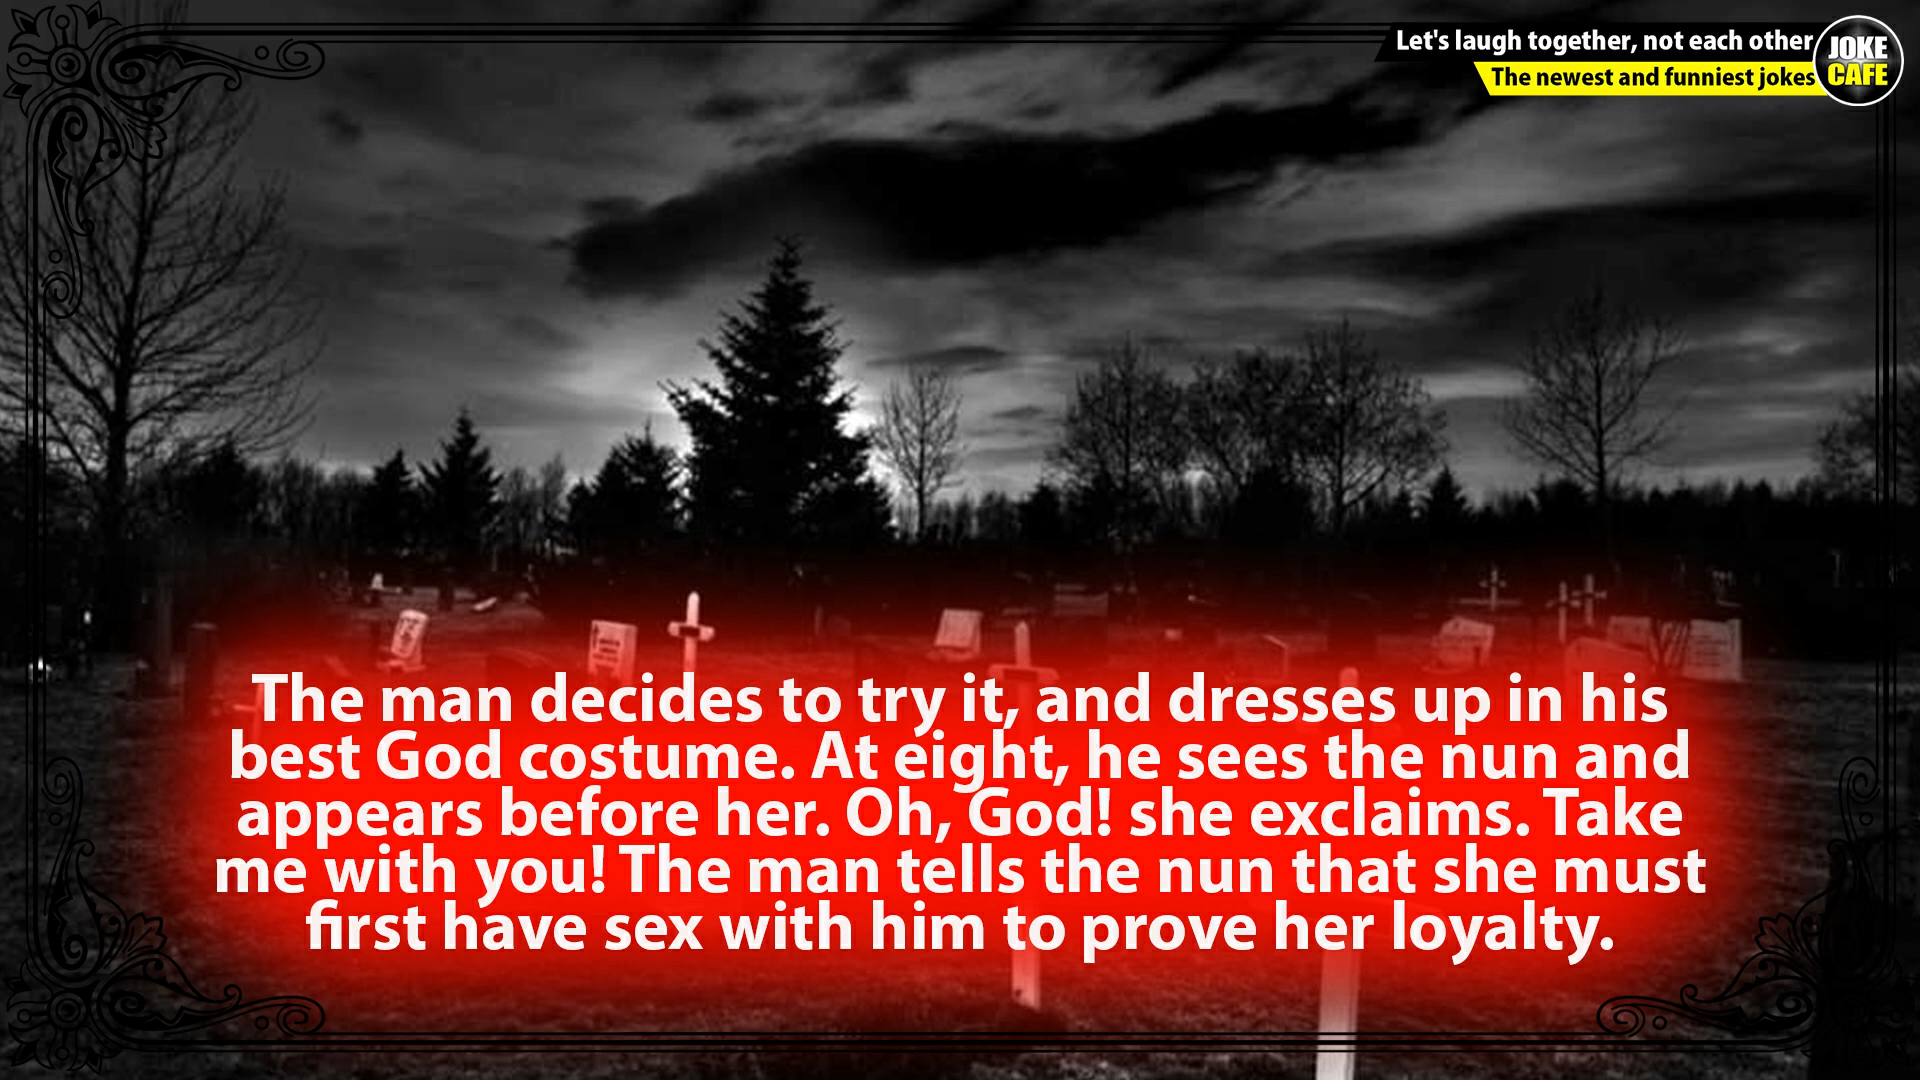 Let's laugh together, not each other
The newest and funniest jokes
JOKE
CAFE
The man decides to try it, and dresses up in his
best God costume. At eight, he sees the nun and
appears before her. Oh, God! she exclaims. Take
me with you! The man tells the nun that she must
first have sex with him to prove her loyalty.